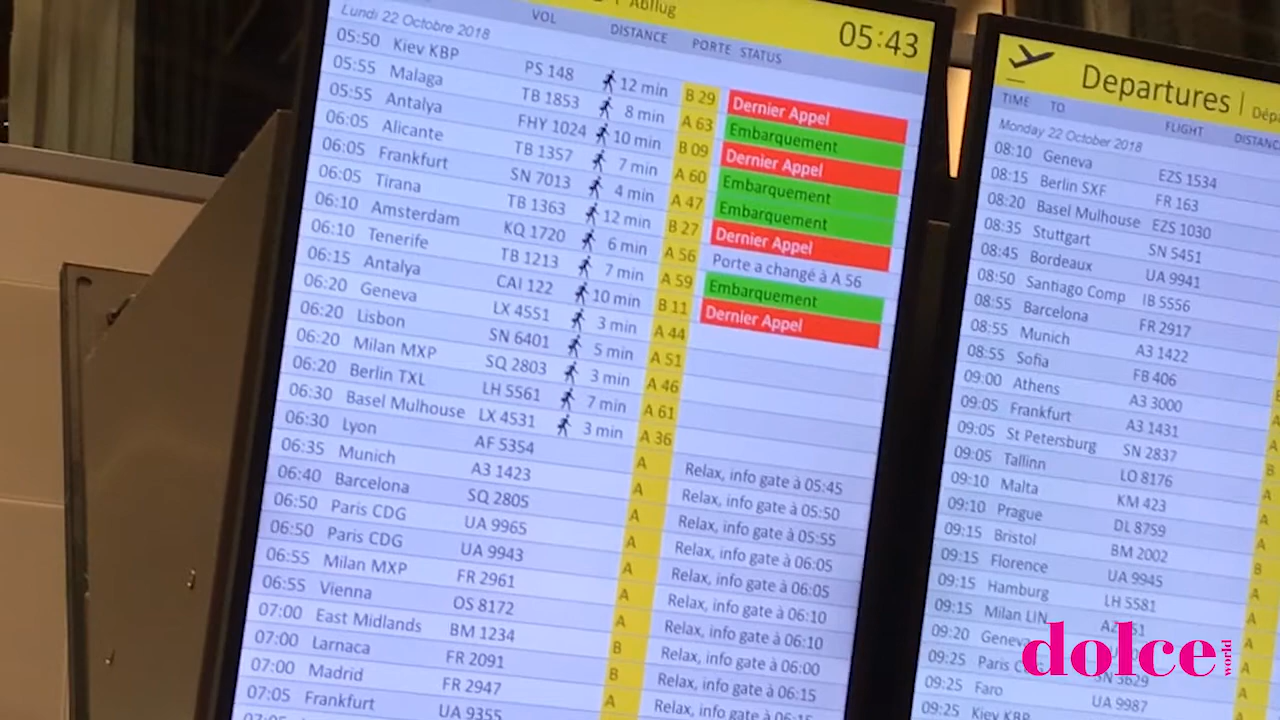 Abflug 05:43
VOL DISTANCE PORTE STATUS
Lundi 22 Octobre 2018
05:50 Kiev KBP PS 148 12 min B 29 Dernier Appel
05:55 Malaga TB 1853 8 min A 63 Embarquement
05:55 Antalya FHY 1024 10 min B 09 Dernier Appel
06:05 Alicante TB 1357 7 min A 60 Embarquement
06:05 Frankfurt SN 7013 4 min A 47 Embarquement
06:05 Tirana TB 1363 12 min B 27 Dernier Appel
06:10 Amsterdam KQ 1720 6 min A 56 Porte a changé à A 56
06:10 Tenerife TB 1213 7 min A 59 Embarquement
06:15 Antalya CAI 122 10 min B 11 Dernier Appel
06:20 Geneva LX 4551 3 min A 44
06:20 Lisbon SN 6401 5 min A 51
06:20 Milan MXP SQ 2803 3 min A 46
06:20 Berlin TXL LH 5561 7 min A 61
06:30 Basel Mulhouse LX 4531 3 min A 36
06:30 Lyon AF 5354 A Relax, info gate à 05:45
06:35 Munich A3 1423 A Relax, info gate à 05:50
06:40 Barcelona SQ 2805 A Relax, info gate à 05:55
06:50 Paris CDG UA 9965 A Relax, info gate à 06:05
06:50 Paris CDG UA 9943 A Relax, info gate à 06:05
06:55 Milan MXP FR 2961 A Relax, info gate à 06:10
06:55 Vienna OS 8172 A Relax, info gate à 06:10
07:00 East Midlands BM 1234 B Relax, info gate à 06:00
07:00 Larnaca FR 2091 B Relax, info gate à 06:15
07:00 Madrid FR 2947 A Relax, info gate à 06:15
07:05 Frankfurt UA 9355
Departures
TIME TO FLIGHT
Monday 22 October 2018
08:10 Geneva EZS 1534
08:15 Berlin SXF FR 163
08:20 Basel Mulhouse EZS 1030
08:35 Stuttgart SN 5451
08:45 Bordeaux UA 9941
08:50 Santiago Comp IB 5556
08:55 Barcelona FR 2917
08:55 Munich A3 1422
08:55 Sofia FB 406
09:00 Athens A3 3000
09:05 Frankfurt A3 1431
09:05 St Petersburg SN 2837
09:05 Tallinn LO 8176
09:10 Malta KM 423
09:10 Prague DL 8759
09:15 Bristol BM 2002
09:15 Florence UA 9945
09:15 Hamburg LH 5581
09:15 Milan LIN
09:20 Geneva
09:25 Paris
09:25 Faro UA 9987
09:25 Kiev KBP
dolce world